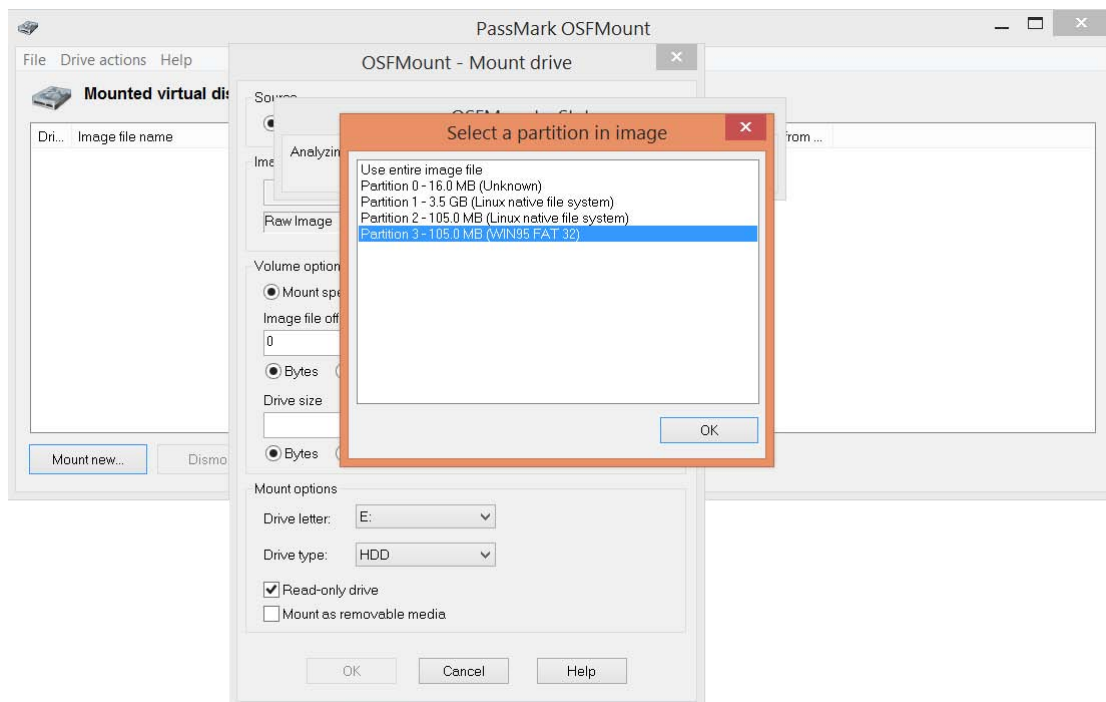 PassMark OSFMount
File Drive actions Help
OSFMount - Mount drive
Mounted virtual
Dri... Image file name
from ...
Select a partition in image
Analyzin
Use entire image file
Partition 0 - 16.0 MB (Unknown)
Partition 1 - 3.5 GB (Linux native file system)
Partition 2 - 105.0 MB (Linux native file system)
Partition 3 - 105.0 MB (WIN95 FAT 32)
OK
Raw Image
Volume option
Mount spe
Image file off
0
Bytes
Drive size
Bytes
Mount new...
Dismo
Mount options
Drive letter: E:
Drive type: HDD
Read-only drive
Mount as removable media
OK Cancel Help